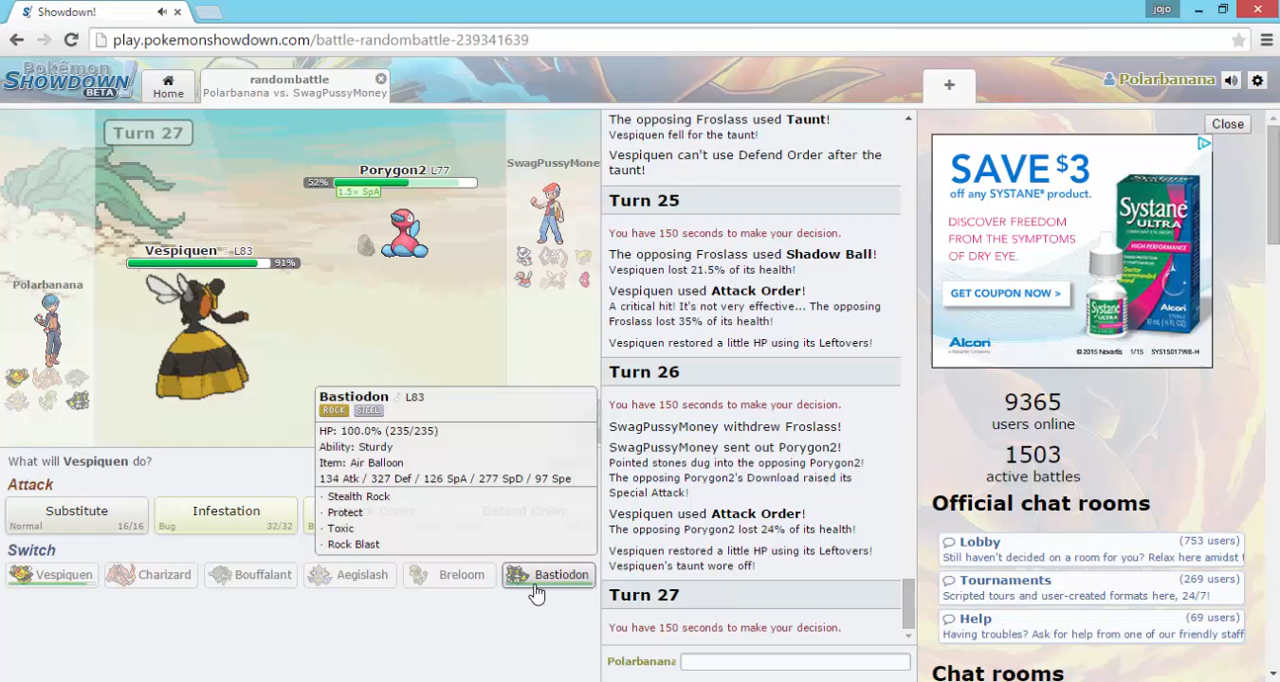 Showdown!
jojo
play.pokemonshowdown.com/battle-randombattle-239341639
Pokémon
SHOWDOWN
BETA
Home
randombattle
Polarbanana vs. SwagPussyMoney
+
Polarbanana
Turn 27
Porygon2 L77
52%
1.5× SpA
SwagPussyMone
Vespiquen L83
91%
Polarbanana
Bastiodon ♂ L83
ROCK STEEL
HP: 100.0% (235/235)
Ability: Sturdy
Item: Air Balloon
134 Atk / 327 Def / 126 SpA / 277 SpD / 97 Spe
· Stealth Rock
· Protect
· Toxic
· Rock Blast
What will Vespiquen do?
Attack
Substitute
Normal 16/16
Infestation
Bug 32/32
Switch
Vespiquen
Charizard
Bouffalant
Aegislash
Breloom
Bastiodon
The opposing Froslass used Taunt!
Vespiquen fell for the taunt!
Vespiquen can't use Defend Order after the
taunt!
Turn 25
You have 150 seconds to make your decision.
The opposing Froslass used Shadow Ball!
Vespiquen lost 21.5% of its health!
Vespiquen used Attack Order!
A critical hit! It's not very effective... The opposing
Froslass lost 35% of its health!
Vespiquen restored a little HP using its Leftovers!
Turn 26
You have 150 seconds to make your decision.
SwagPussyMoney withdrew Froslass!
SwagPussyMoney sent out Porygon2!
Pointed stones dug into the opposing Porygon2!
The opposing Porygon2's Download raised its
Special Attack!
Vespiquen used Attack Order!
The opposing Porygon2 lost 24% of its health!
Vespiquen restored a little HP using its Leftovers!
Vespiquen's taunt wore off!
Turn 27
You have 150 seconds to make your decision.
Polarbanana
Close
SAVE $3
off any SYSTANE® product.
DISCOVER FREEDOM
FROM THE SYMPTOMS
OF DRY EYE.
GET COUPON NOW >
Alcon
© 2015 Novartis 1/15 SYS15017WB-H
Systane
ULTRA
Systane
ULTRA
Alcon
9365
users online
1503
active battles
Official chat rooms
Lobby (753 users)
Still haven't decided on a room for you? Relax here amidst t
Tournaments (269 users)
Scripted tours and user-created formats here, 24/7!
Help (69 users)
Having troubles? Ask for help from one of our friendly staff
Chat rooms